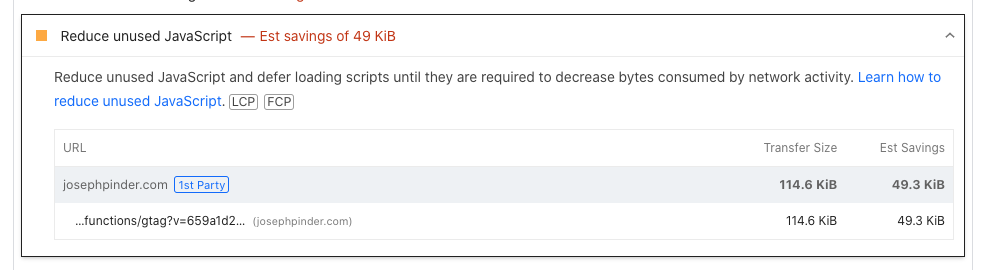 Reduce unused JavaScript — Est savings of 49 KiB
Reduce unused JavaScript and defer loading scripts until they are required to decrease bytes consumed by network activity. Learn how to
reduce unused JavaScript. LCP FCP
URL Transfer Size Est Savings
josephpinder.com 1st Party 114.6 KiB 49.3 KiB
...functions/gtag?v=659a1d2... (josephpinder.com) 114.6 KiB 49.3 KiB